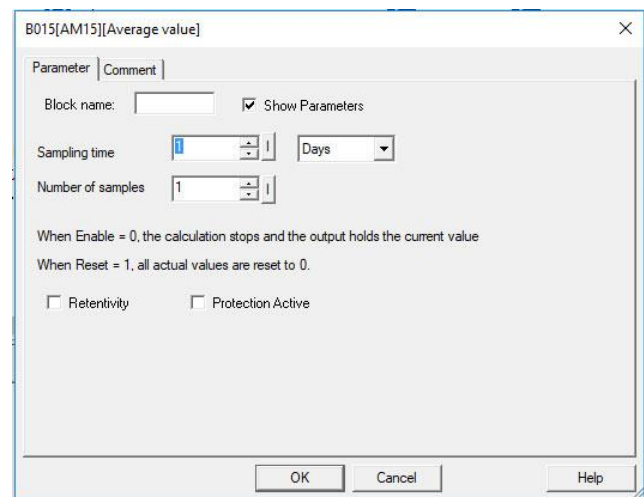 B015[AM15][Average value]
Parameter Comment
Block name: Show Parameters
Sampling time 1 Days
Number of samples 1
When Enable = 0, the calculation stops and the output holds the current value
When Reset = 1, all actual values are reset to 0.
Retentivity Protection Active
OK Cancel Help